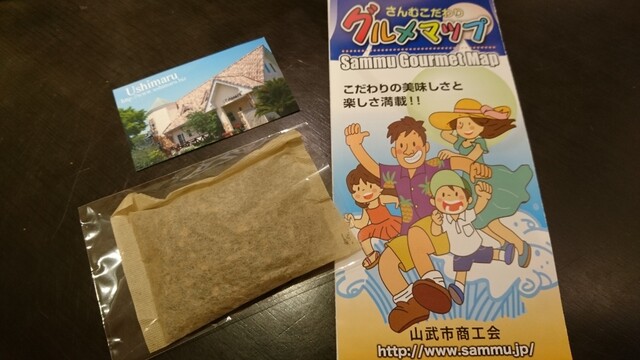 Ushimaru
さんむこだわり
グルメマップ
Sammu Gourmet Map
こだわりの美味しさと
楽しさ満載!!
山武市商工会
http://www.sammu.jp/